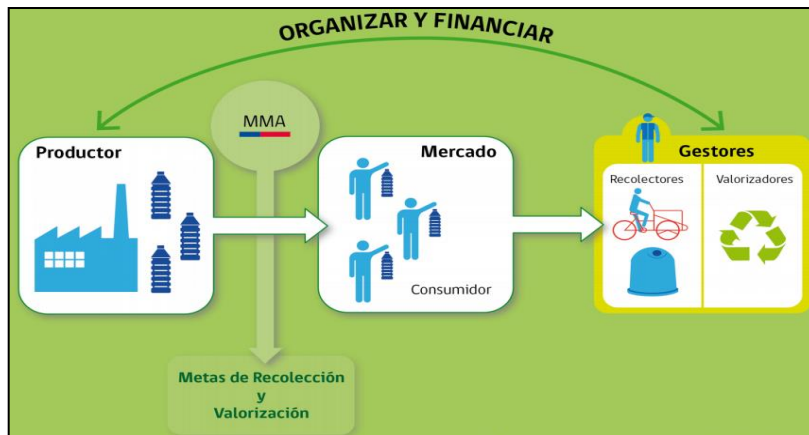 ORGANIZAR Y FINANCIAR
MMA
Productor
Mercado
Gestores
Recolectores
Valorizadores
Consumidor
Metas de Recolección
y
Valorización